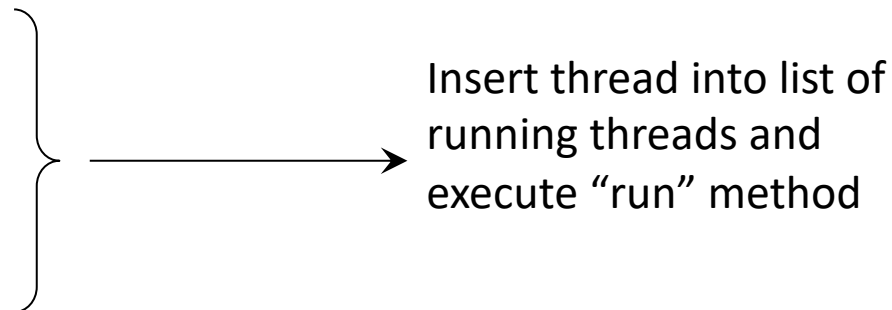 Insert thread into list of
running threads and
execute “run” method